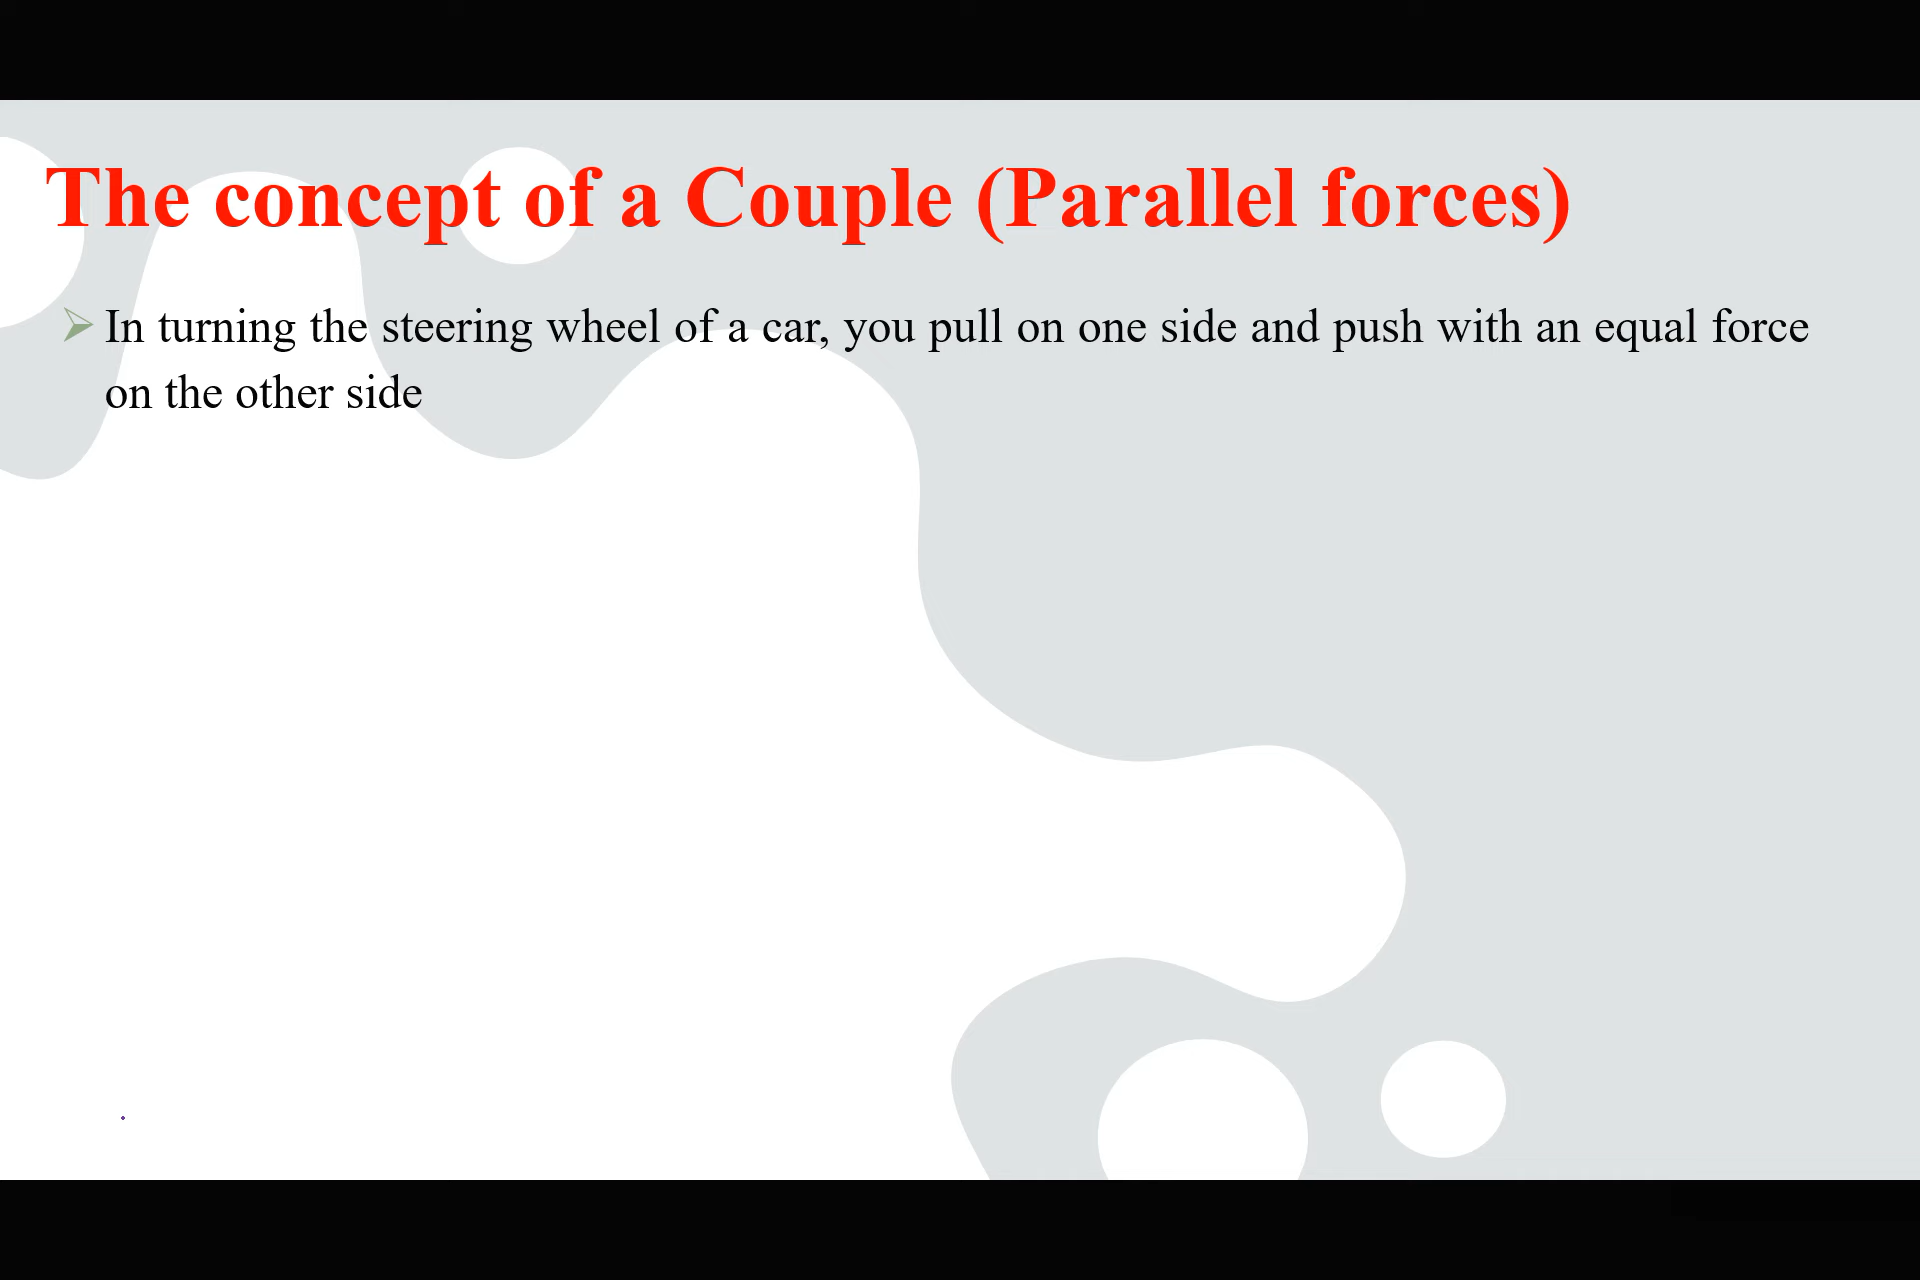 The concept of a Couple (Parallel forces)
In turning the steering wheel of a car, you pull on one side and push with an equal force
on the other side